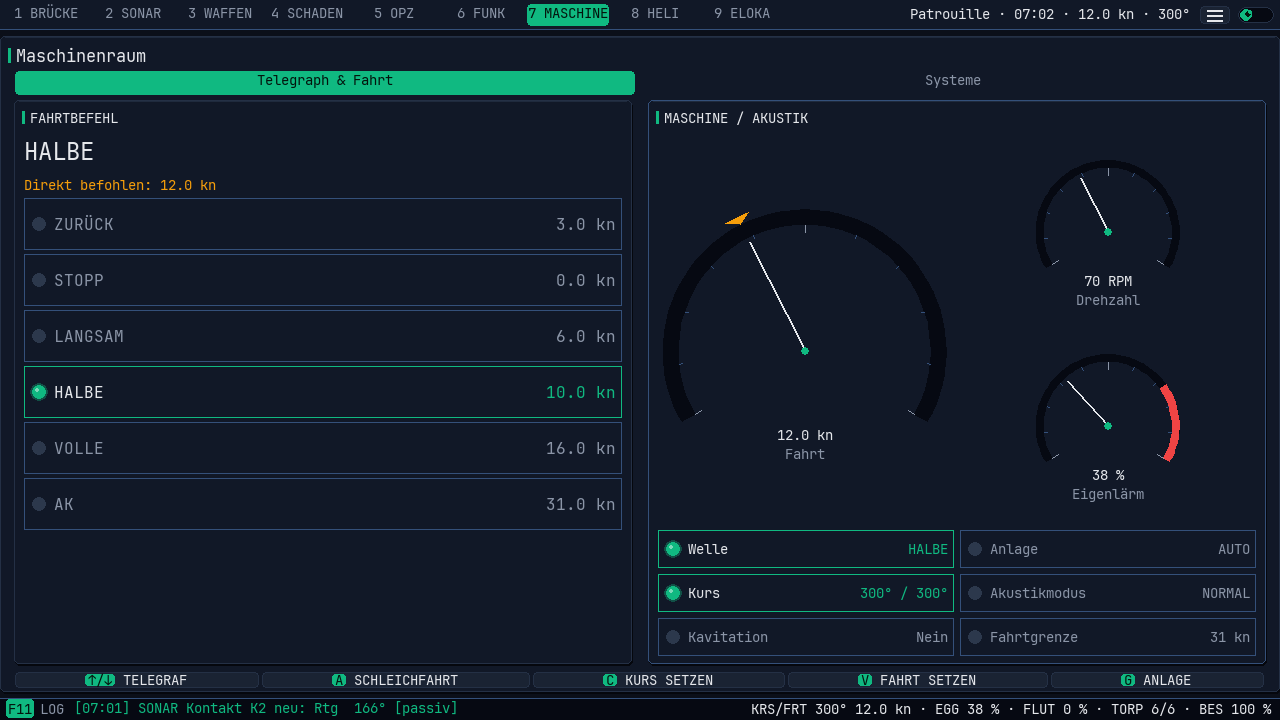 1 BRÜCKE 2 SONAR 3 WAFFEN 4 SCHADEN 5 OPZ 6 FUNK 7 MASCHINE 8 HELI 9 ELOKA Patrouille · 07:02 · 12.0 kn · 300°
Maschinenraum
Telegraph & Fahrt Systeme
FAHRTBEFEHL
HALBE
Direkt befohlen: 12.0 kn
ZURÜCK 3.0 kn
STOPP 0.0 kn
LANGSAM 6.0 kn
HALBE 10.0 kn
VOLLE 16.0 kn
AK 31.0 kn
MASCHINE / AKUSTIK
12.0 kn
Fahrt
70 RPM
Drehzahl
38 %
Eigenlärm
Welle HALBE Anlage AUTO
Kurs 300° / 300° Akustikmodus NORMAL
Kavitation Nein Fahrtgrenze 31 kn
↑/↓ TELEGRAF A SCHLEICHFAHRT C KURS SETZEN V FAHRT SETZEN G ANLAGE
F11 LOG [07:01] SONAR Kontakt K2 neu: Rtg 166° [passiv] KRS/FRT 300° 12.0 kn · EGG 38 % · FLUT 0 % · TORP 6/6 · BES 100 %